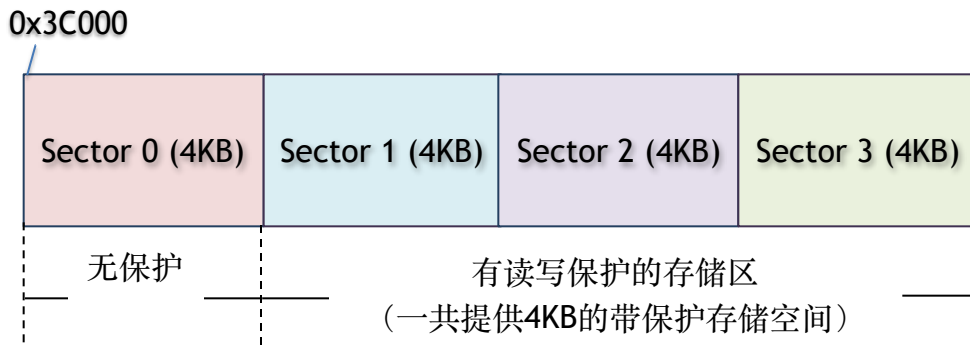 0x3C000
Sector 0 (4KB) Sector 1 (4KB) Sector 2 (4KB) Sector 3 (4KB)
无保护
有读写保护的存储区
（一共提供4KB的带保护存储空间）